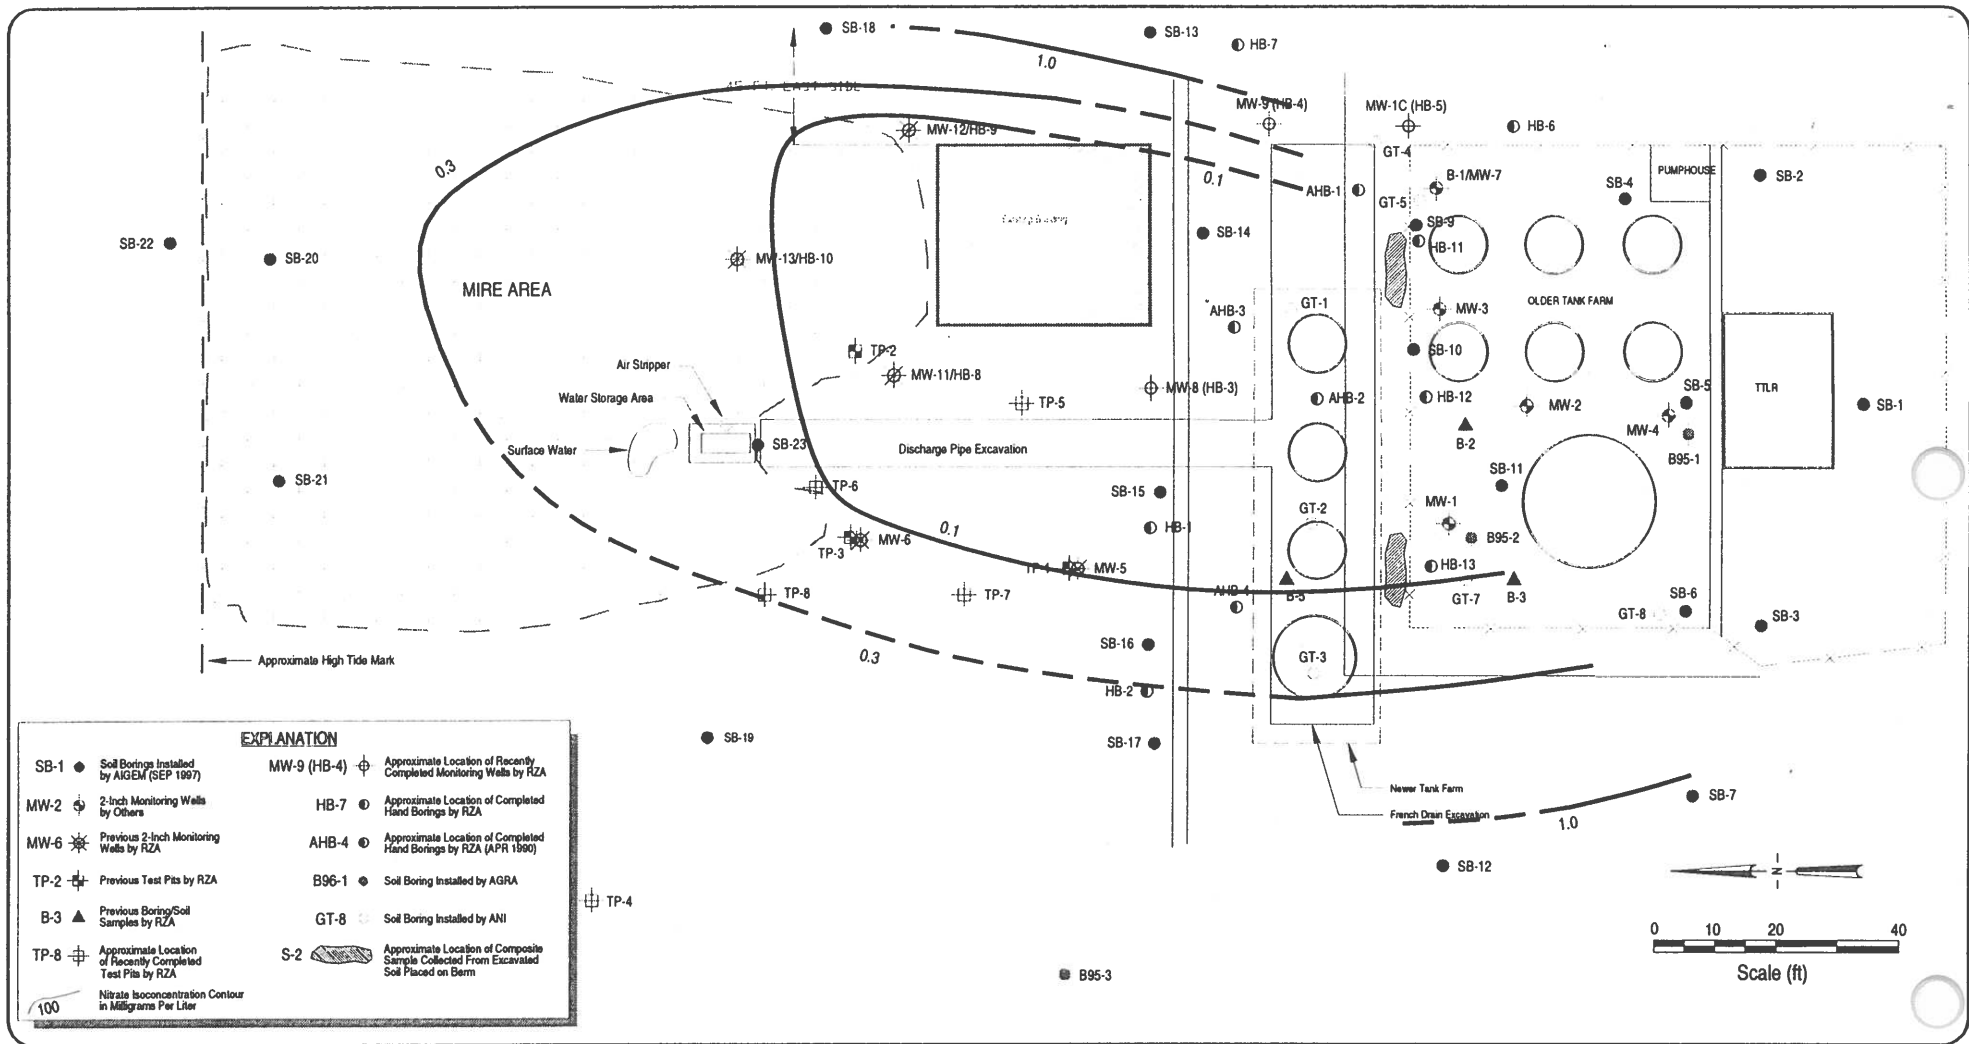 SB-18
SB-13
HB-7
1.0
45 FT EAST SIDE
MW-9 (HB-4)
MW-1C (HB-5)
HB-6
MW-12/HB-9
0.3
GT-4
0.1
AHB-1
B-1/MW-7
GT-5
PUMPHOUSE
SB-4
SB-2
SB-9
HB-11
SB-14
SB-22
SB-20
MW-13/HB-10
MIRE AREA
GT-1
OLDER TANK FARM
AHB-3
MW-3
SB-10
TP-2
MW-11/HB-8
Air Stripper
Water Storage Area
TP-5
MW-8 (HB-3)
AHB-2
HB-12
MW-2
SB-5
TTLR
SB-1
MW-4
B-2
B95-1
Surface Water
SB-23
Discharge Pipe Excavation
SB-11
SB-21
TP-6
SB-15
GT-2
MW-1
0.1
HB-1
B95-2
TP-3
MW-6
TP-1
MW-5
HB-13
TP-8
TP-7
AHB-4
B-5
GT-7
B-3
GT-8
SB-6
SB-3
SB-16
GT-3
0.3
Approximate High Tide Mark
HB-2
SB-19
SB-17
Newer Tank Farm
French Drain Excavation
SB-7
1.0
SB-12
TP-4
B95-3
N
0 10 20 40
Scale (ft)
EXPLANATION
SB-1
Soil Borings Installed
by AIGEM (SEP 1997)
MW-2
2-Inch Monitoring Wells
by Others
MW-6
Previous 2-Inch Monitoring
Wells by RZA
TP-2
Previous Test Pits by RZA
B-3
Previous Boring/Soil
Samples by RZA
TP-8
Approximate Location
of Recently Completed
Test Pits by RZA
100
Nitrate Isoconcentration Contour
in Milligrams Per Liter
MW-9 (HB-4)
Approximate Location of Recently
Completed Monitoring Wells by RZA
HB-7
Approximate Location of Completed
Hand Borings by RZA
AHB-4
Approximate Location of Completed
Hand Borings by RZA (APR 1990)
B96-1
Soil Boring Installed by AGRA
GT-8
Soil Boring Installed by ANI
S-2
Approximate Location of Composite
Sample Collected From Excavated
Soil Placed on Berm